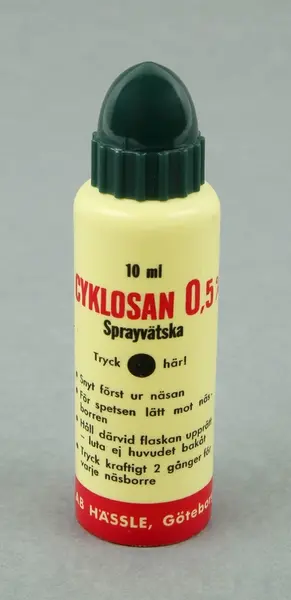 10 ml
CYKLOSAN 0,5%
Sprayvätska
Tryck här!
• Snyt först ur näsan
• För spetsen lätt mot näs-
borren
• Håll därvid flaskan upprätt
– luta ej huvudet bakåt
• Tryck kraftigt 2 gånger för
varje näsborre
AB HÄSSLE, Götebor